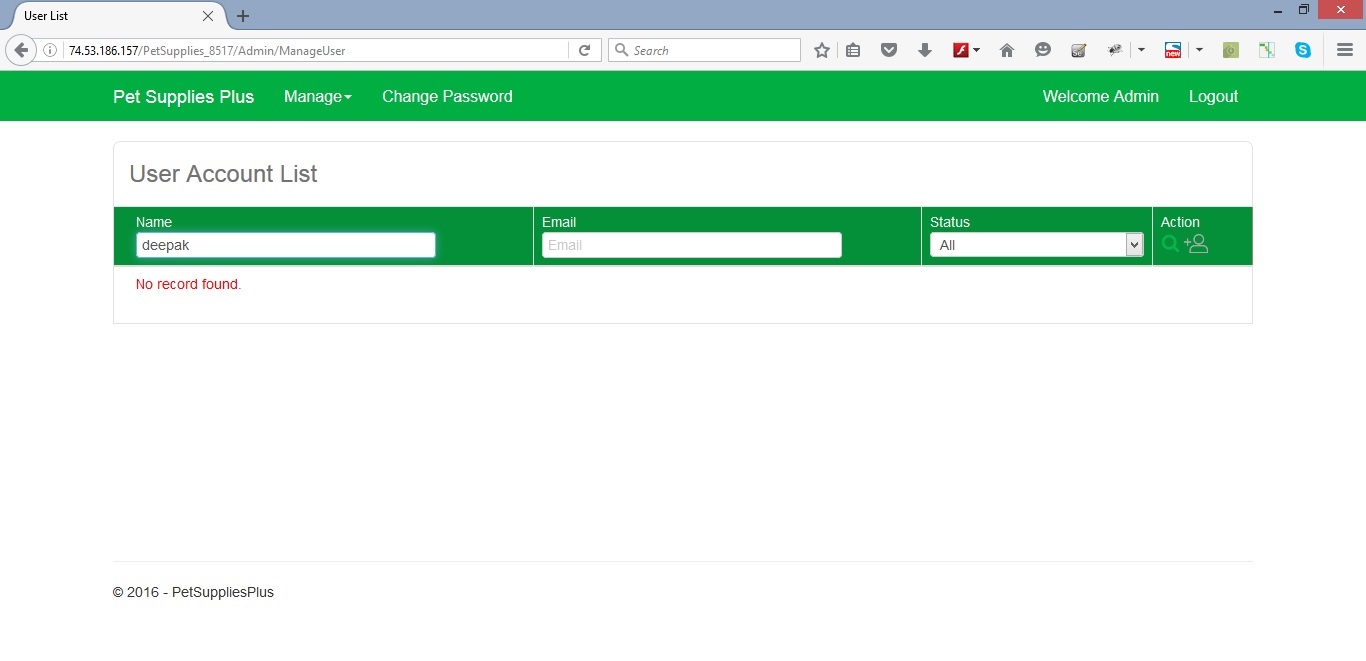 User List
74.53.186.157/PetSupplies_8517/Admin/ManageUser
Search
Pet Supplies Plus Manage Change Password Welcome Admin Logout
User Account List
Name Email Status Action
deepak Email All
No record found.
© 2016 - PetSuppliesPlus